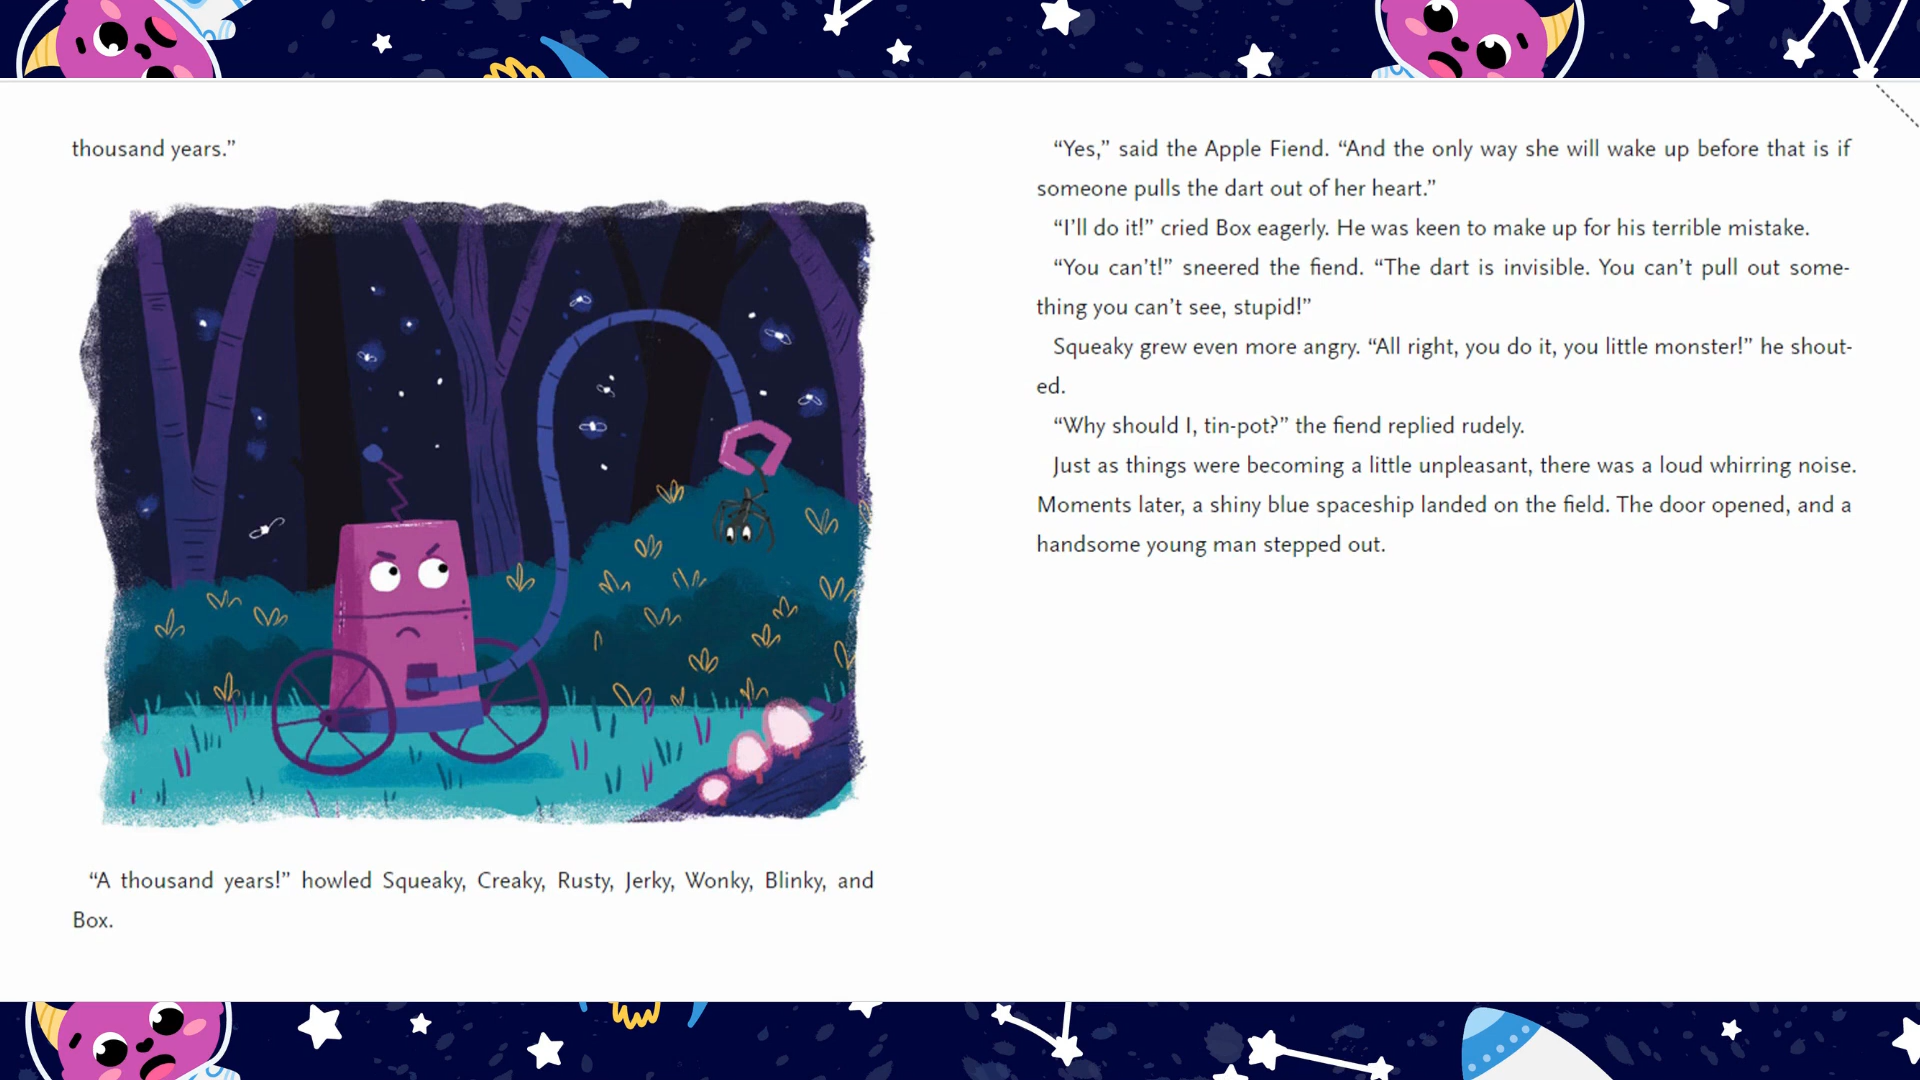 thousand years.”
“A thousand years!” howled Squeaky, Creaky, Rusty, Jerky, Wonky, Blinky, and
Box.
“Yes,” said the Apple Fiend. “And the only way she will wake up before that is if
someone pulls the dart out of her heart.”
“I’ll do it!” cried Box eagerly. He was keen to make up for his terrible mistake.
“You can’t!” sneered the fiend. “The dart is invisible. You can’t pull out some-
thing you can’t see, stupid!”
Squeaky grew even more angry. “All right, you do it, you little monster!” he shout-
ed.
“Why should I, tin-pot?” the fiend replied rudely.
Just as things were becoming a little unpleasant, there was a loud whirring noise.
Moments later, a shiny blue spaceship landed on the field. The door opened, and a
handsome young man stepped out.